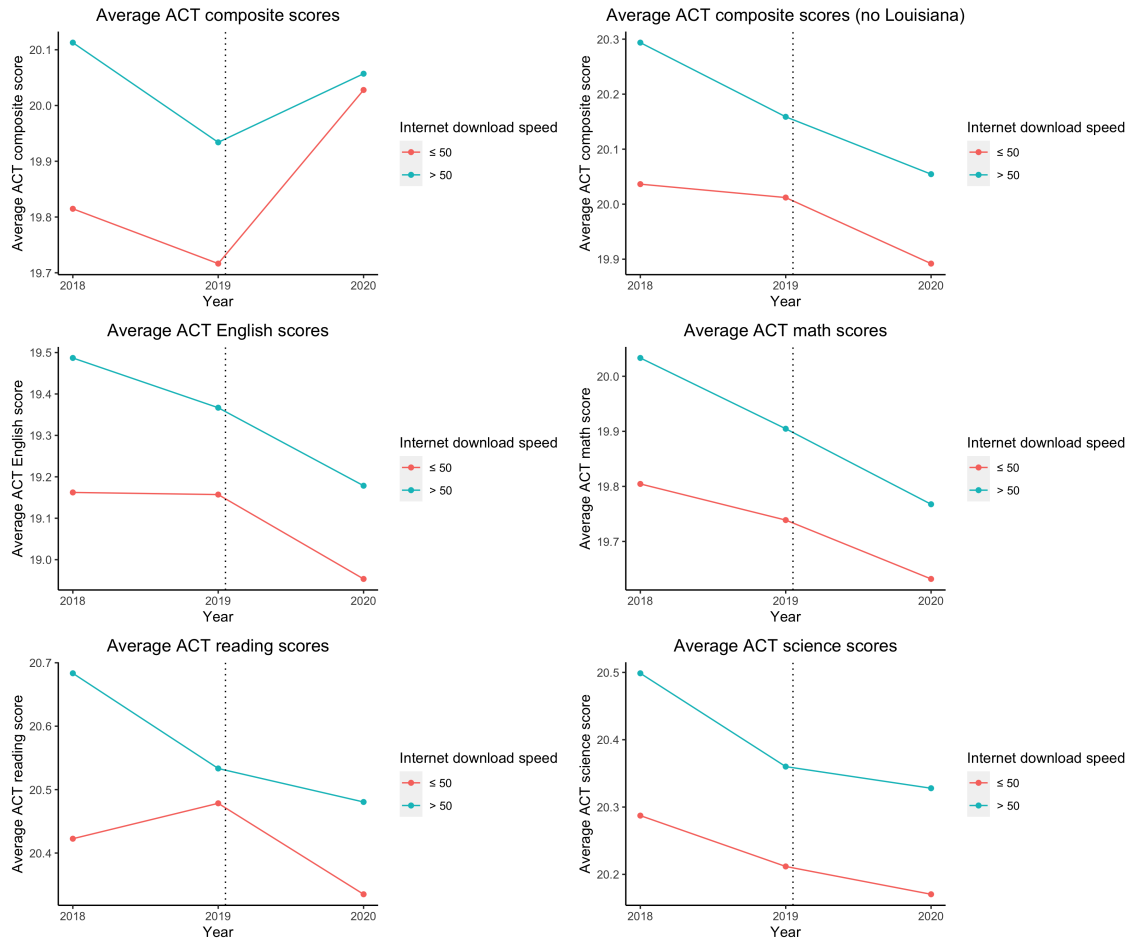 Average ACT composite scores
Average ACT composite score
20.1
20.0
19.9
19.8
19.7
2018
2019
2020
Year
Internet download speed
≤ 50
> 50
Average ACT composite scores (no Louisiana)
Average ACT composite score
20.3
20.2
20.1
20.0
19.9
2018
2019
2020
Year
Internet download speed
≤ 50
> 50
Average ACT English scores
Average ACT English score
19.5
19.4
19.3
19.2
19.1
19.0
2018
2019
2020
Year
Internet download speed
≤ 50
> 50
Average ACT math scores
Average ACT math score
20.0
19.9
19.8
19.7
2018
2019
2020
Year
Internet download speed
≤ 50
> 50
Average ACT reading scores
Average ACT reading score
20.7
20.6
20.5
20.4
2018
2019
2020
Year
Internet download speed
≤ 50
> 50
Average ACT science scores
Average ACT science score
20.5
20.4
20.3
20.2
2018
2019
2020
Year
Internet download speed
≤ 50
> 50